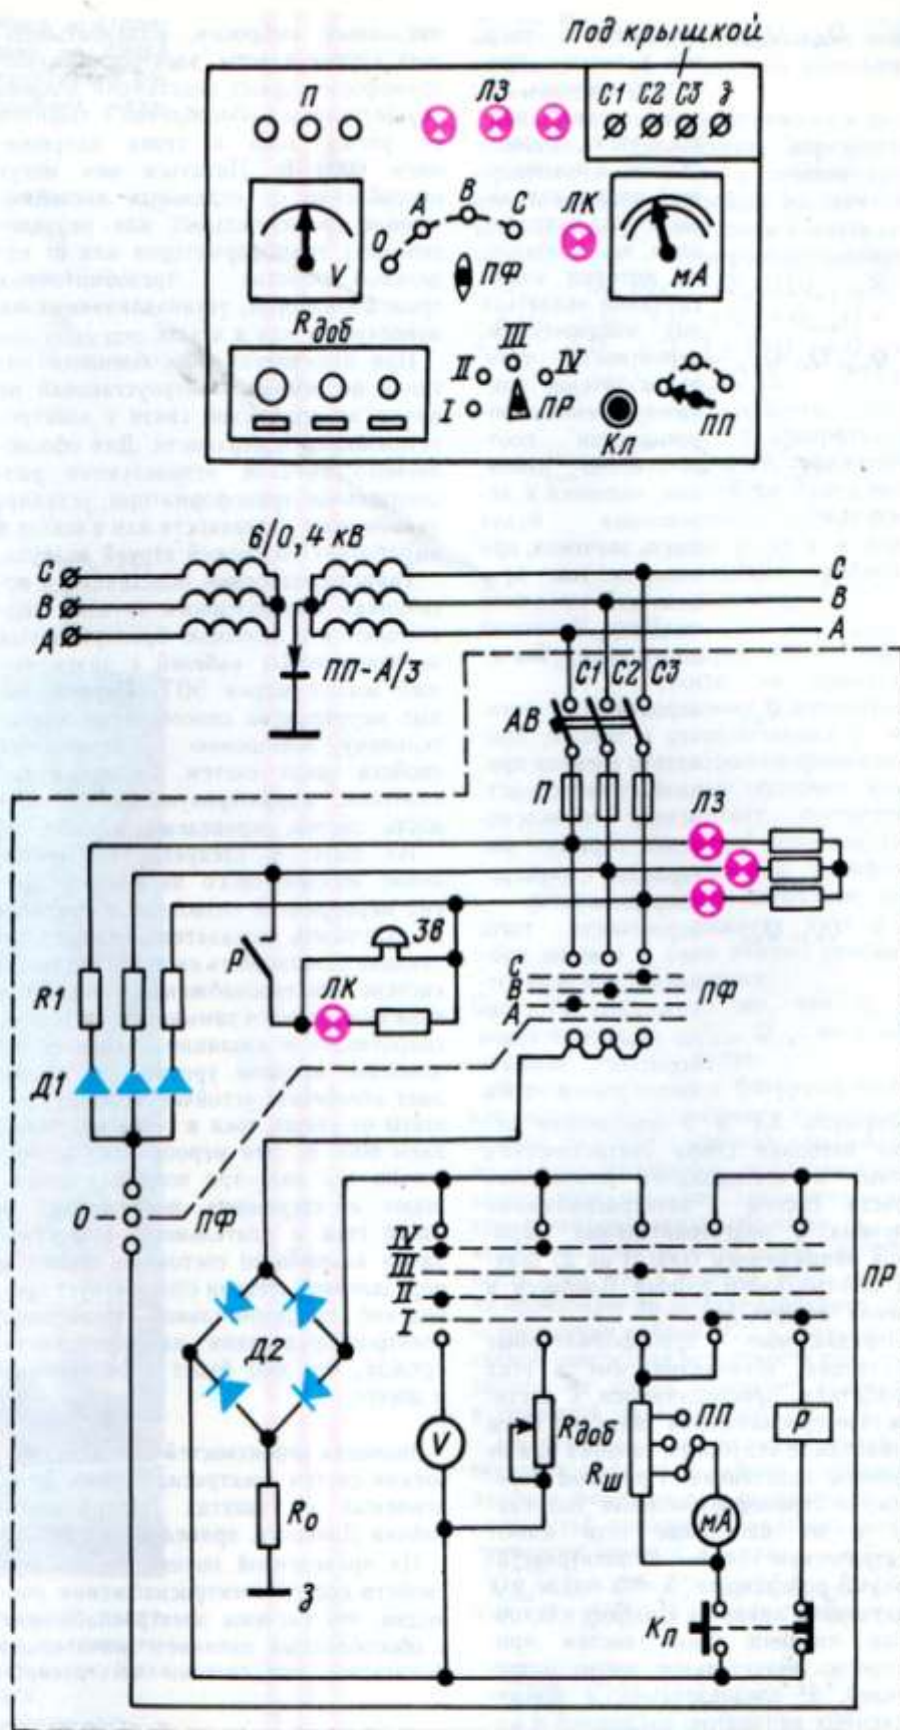 Под крышкой
П
ЛЗ
С1 С2 С3 З
О
А
В
С
V
ПФ
ЛК
мА
Rдоб
I
II
III
IV
ПР
Кл
ПП
6/0,4 кВ
С
В
А
С
В
А
ПП-А/З
С1 С2 С3
АВ
П
ЛЗ
Р
Зв
ЛК
R1
С
В
А
ПФ
Д1
О
ПФ
IV
III
II
I
ПР
Д2
V
Rдоб
Rш
ПП
Р
мА
R0
З
Кп